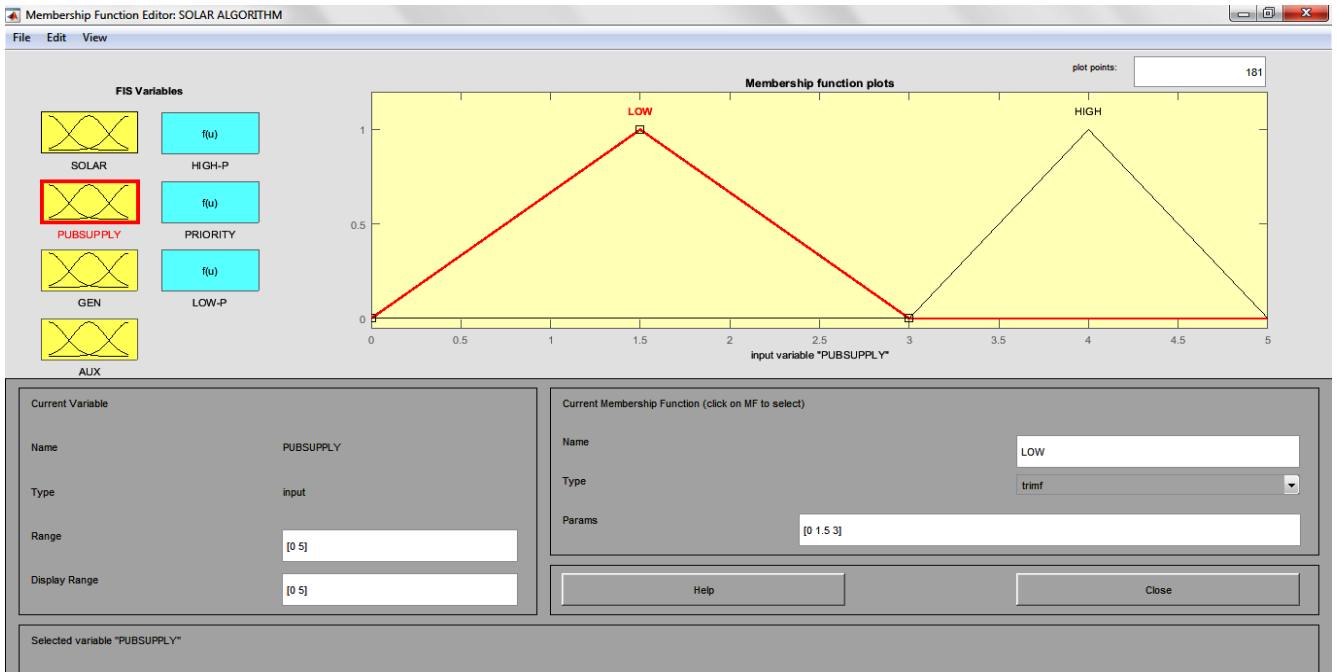 Membership Function Editor: SOLAR ALGORITHM
File Edit View
plot points: 181
FIS Variables
Membership function plots
f(u)
SOLAR HIGH-P
f(u)
PUBSUPPLY PRIORITY
f(u)
GEN LOW-P
AUX
LOW HIGH
1
0.5
0
0 0.5 1 1.5 2 2.5 3 3.5 4 4.5 5
input variable "PUBSUPPLY"
Current Variable
Name PUBSUPPLY
Type input
Range [0 5]
Display Range [0 5]
Current Membership Function (click on MF to select)
Name LOW
Type trimf
Params [0 1.5 3]
Help Close
Selected variable "PUBSUPPLY"